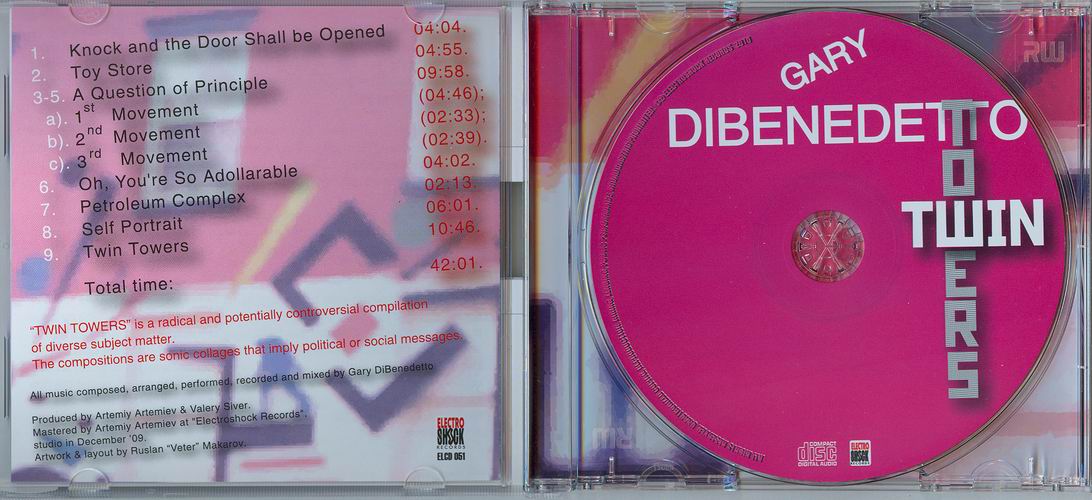 1. Knock and the Door Shall be Opened 04:04.
2. Toy Store 04:55.
3-5. A Question of Principle 09:58.
a). 1st Movement (04:46);
b). 2nd Movement (02:33);
c). 3rd Movement (02:39).
6. Oh, You're So Adollarable 04:02.
7. Petroleum Complex 02:13.
8. Self Portrait 06:01.
9. Twin Towers 10:46.
Total time: 42:01.
"TWIN TOWERS" is a radical and potentially controversial compilation
of diverse subject matter.
The compositions are sonic collages that imply political or social messages.
All music composed, arranged, performed, recorded and mixed by Gary DiBenedetto
Produced by Artemiy Artemiev & Valery Siver.
Mastered by Artemiy Artemiev at "Electroshock Records",
studio in December '09.
Artwork & layout by Ruslan "Veter" Makarov.
ELECTRO
SHOCK
RECORDS
ELCD 051
GARY
DIBENEDETTO
TWIN
TOWERS
COMPACT
disc
DIGITAL AUDIO
ELECTRO
SHOCK
RECORDS
RW
RW